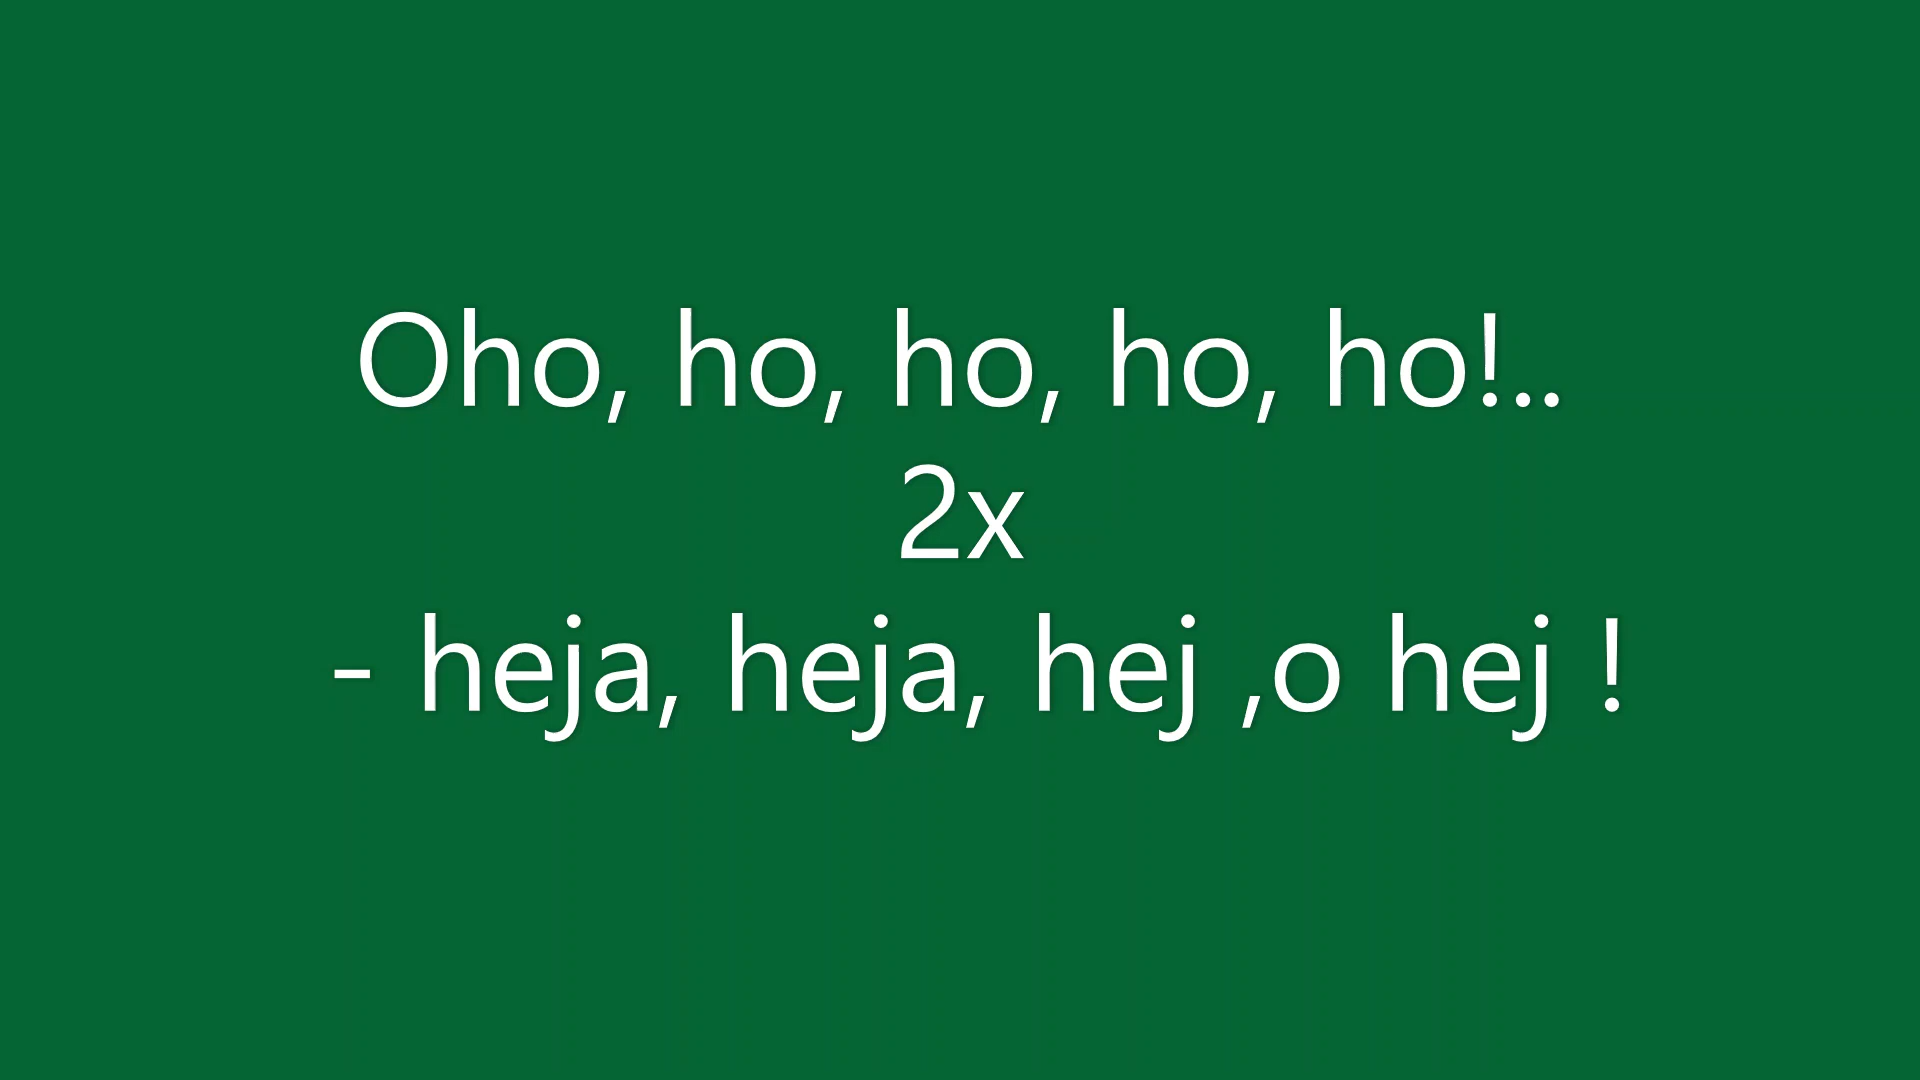 Oho, ho, ho, ho, ho!..
2x
- heja, heja, hej ,o hej !